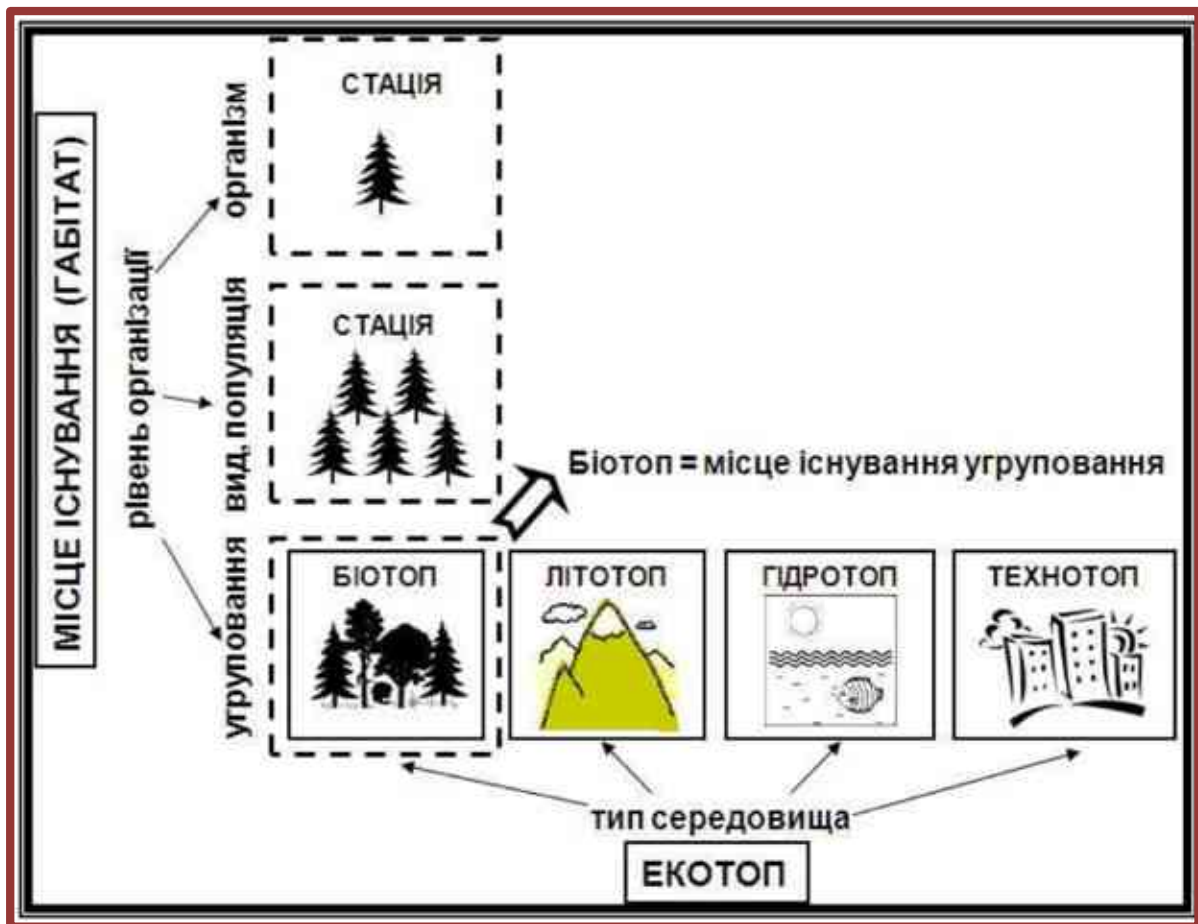 МІСЦЕ ІСНУВАННЯ (ГАБІТАТ)
рівень організації
організм
СТАЦІЯ
вид, популяція
СТАЦІЯ
Біотоп = місце існування угруповання
угруповання
БІОТОП
ЛІТОТОП
ГІДРОТОП
ТЕХНОТОП
тип середовища
ЕКОТОП